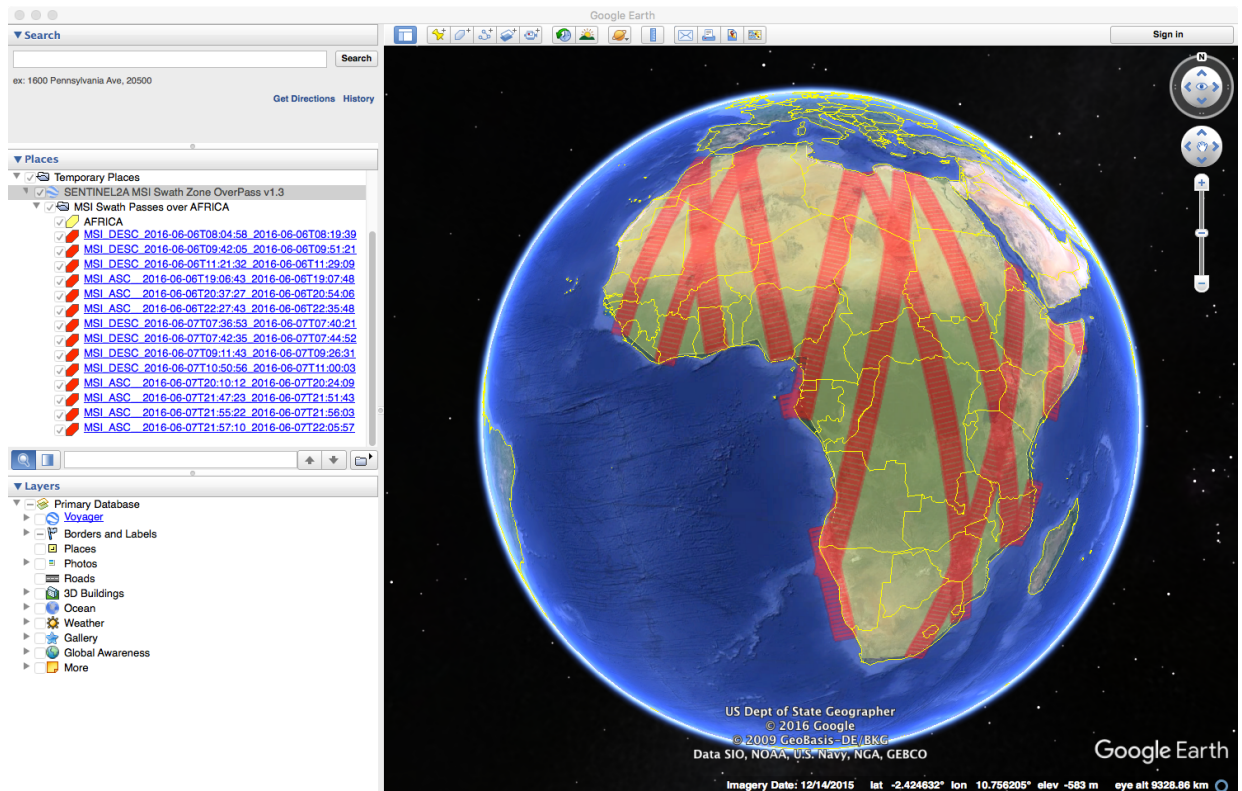 Google Earth
Search
Search
ex: 1600 Pennsylvania Ave, 20500
Get Directions History
Places
Temporary Places
SENTINEL2A MSI Swath Zone OverPass v1.3
MSI Swath Passes over AFRICA
AFRICA
MSI_DESC_2016-06-06T08:04:58_2016-06-06T08:19:39
MSI_DESC_2016-06-06T09:42:05_2016-06-06T09:51:21
MSI_DESC_2016-06-06T11:21:32_2016-06-06T11:29:09
MSI_ASC__2016-06-06T19:06:43_2016-06-06T19:07:48
MSI_ASC__2016-06-06T20:37:27_2016-06-06T20:54:06
MSI_ASC__2016-06-06T22:27:43_2016-06-06T22:35:48
MSI_DESC_2016-06-07T07:36:53_2016-06-07T07:40:21
MSI_DESC_2016-06-07T07:42:35_2016-06-07T07:44:52
MSI_DESC_2016-06-07T09:11:43_2016-06-07T09:26:31
MSI_DESC_2016-06-07T10:50:56_2016-06-07T11:00:03
MSI_ASC__2016-06-07T20:10:12_2016-06-07T20:24:09
MSI_ASC__2016-06-07T21:47:23_2016-06-07T21:51:43
MSI_ASC__2016-06-07T21:55:22_2016-06-07T21:56:03
MSI_ASC__2016-06-07T21:57:10_2016-06-07T22:05:57
Layers
Primary Database
Voyager
Borders and Labels
Places
Photos
Roads
3D Buildings
Ocean
Weather
Gallery
Global Awareness
More
Sign in
N
US Dept of State Geographer
© 2016 Google
© 2009 GeoBasis-DE/BKG
Data SIO, NOAA, U.S. Navy, NGA, GEBCO
Google Earth
Imagery Date: 12/14/2015 lat -2.424632° lon 10.756205° elev -583 m eye alt 9328.86 km